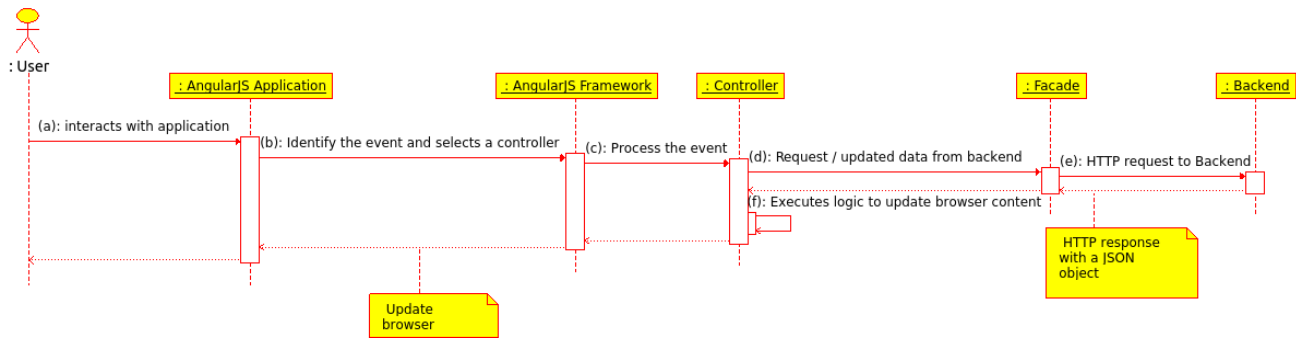 : User
: AngularJS Application
: AngularJS Framework
: Controller
: Facade
: Backend
(a): interacts with application
(b): Identify the event and selects a controller
(c): Process the event
(d): Request / updated data from backend
(e): HTTP request to Backend
(f): Executes logic to update browser content
HTTP response
with a JSON
object
Update
browser